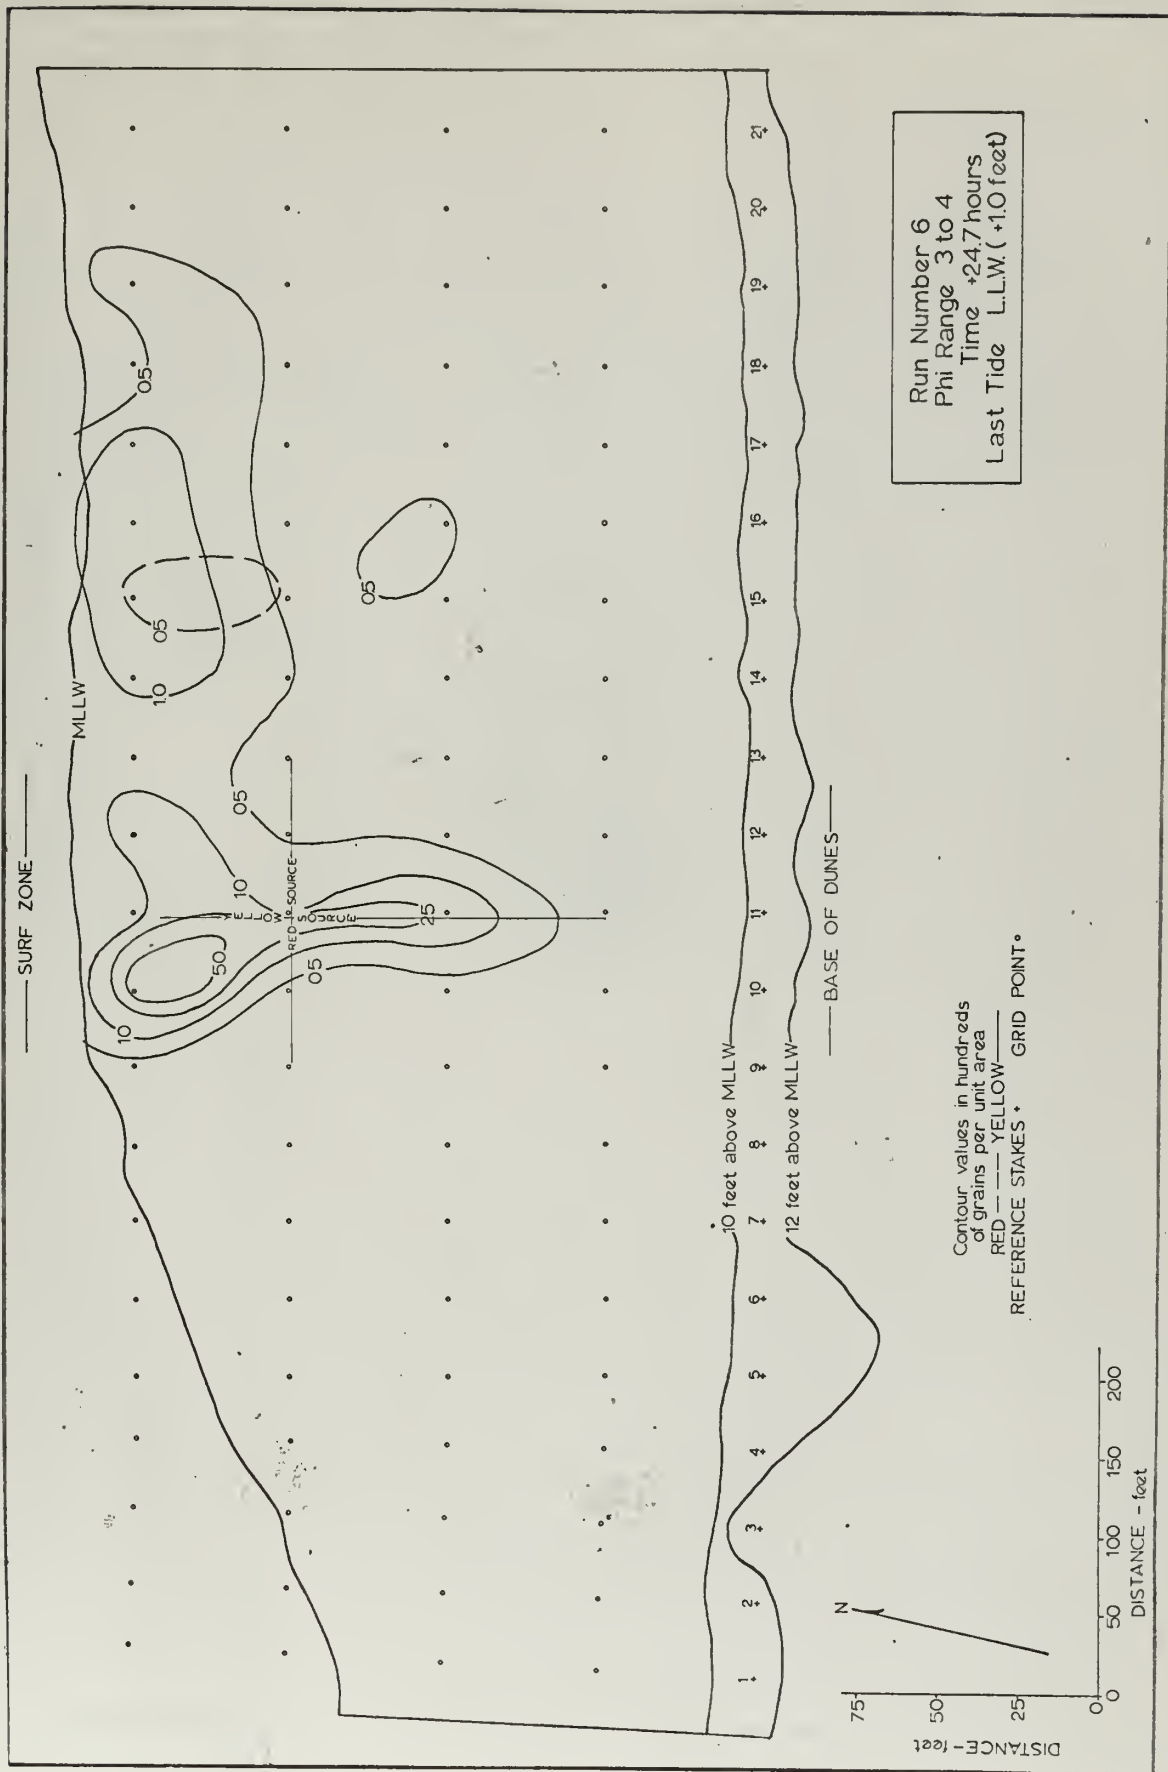 SURF ZONE
MLLW
05
10
05
1.0
05
05
10
50
05
25
YELLOW SOURCE
RED SOURCE
10 feet above MLLW
1 2 3 4 5 6 7 8 9 10 11 12 13 14 15 16 17 18 19 20 21
12 feet above MLLW
BASE OF DUNES
Run Number 6
Phi Range 3 to 4
Time +24.7 hours
Last Tide L.L.W. ( +1.0 feet)
Contour values in hundreds
of grains per unit area
RED — — — YELLOW ———
REFERENCE STAKES + GRID POINT o
N
DISTANCE-feet
75
50
25
0
0 50 100 150 200
DISTANCE - feet